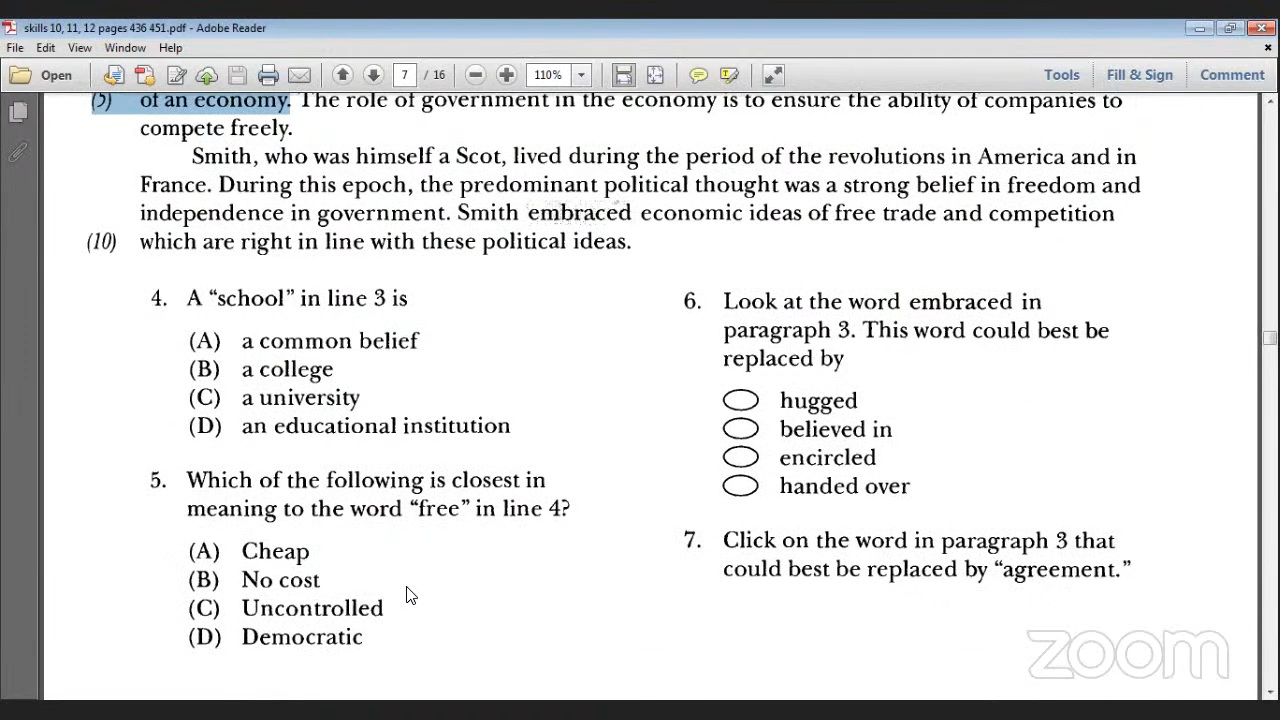 skills 10, 11, 12 pages 436 451.pdf - Adobe Reader
File Edit View Window Help
Open 7 / 16 110% Tools Fill & Sign Comment
(5) of an economy. The role of government in the economy is to ensure the ability of companies to
compete freely.
Smith, who was himself a Scot, lived during the period of the revolutions in America and in
France. During this epoch, the predominant political thought was a strong belief in freedom and
independence in government. Smith embraced economic ideas of free trade and competition
(10) which are right in line with these political ideas.
4. A “school” in line 3 is
(A) a common belief
(B) a college
(C) a university
(D) an educational institution
5. Which of the following is closest in
meaning to the word “free” in line 4?
(A) Cheap
(B) No cost
(C) Uncontrolled
(D) Democratic
6. Look at the word embraced in
paragraph 3. This word could best be
replaced by
hugged
believed in
encircled
handed over
7. Click on the word in paragraph 3 that
could best be replaced by “agreement.”
zoom